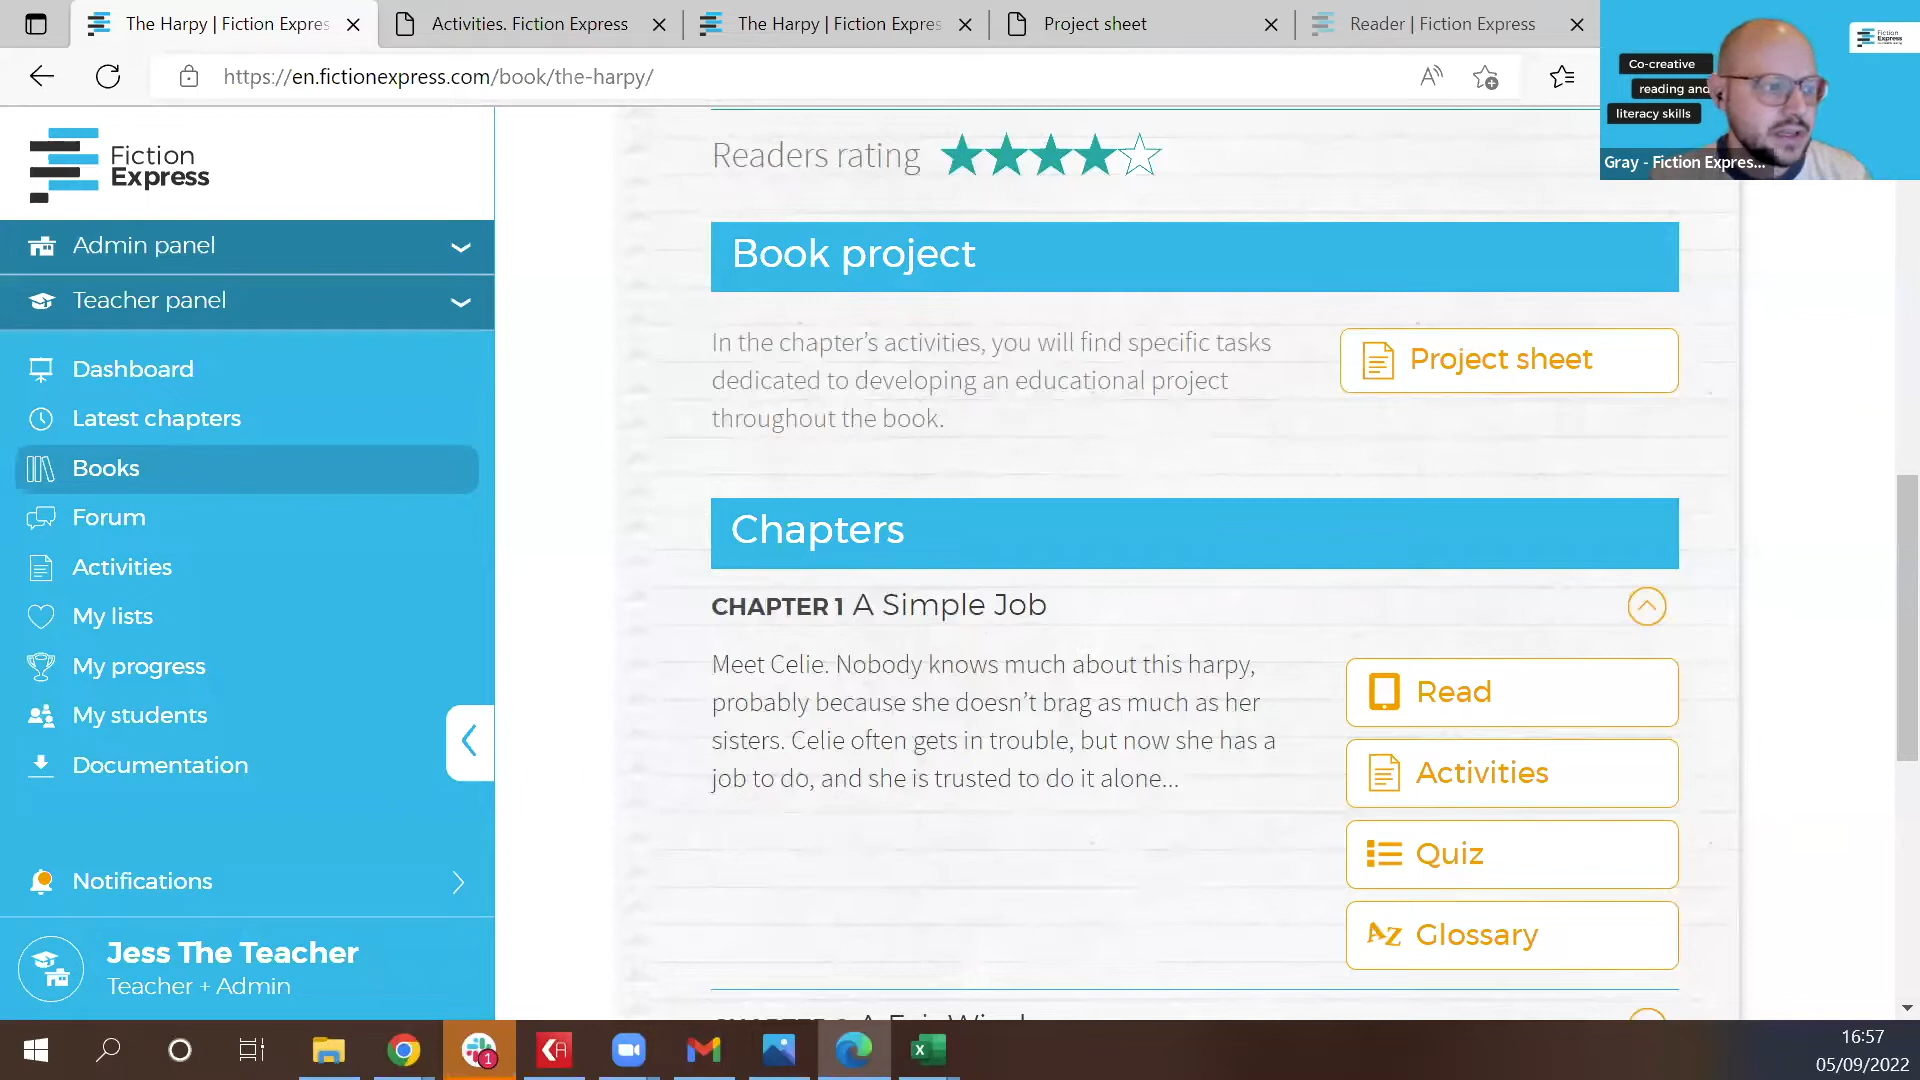 The Harpy | Fiction Expres
Activities. Fiction Express
The Harpy | Fiction Expres
Project sheet
Reader | Fiction Express
https://en.fictionexpress.com/book/the-harpy/
Co-creative
reading and
literacy skills
Fiction
Express
Gray - Fiction Expres...
Fiction
Express
Admin panel
Teacher panel
Dashboard
Latest chapters
Books
Forum
Activities
My lists
My progress
My students
Documentation
Notifications
Jess The Teacher
Teacher + Admin
Readers rating
Book project
In the chapter's activities, you will find specific tasks
dedicated to developing an educational project
throughout the book.
Project sheet
Chapters
CHAPTER 1 A Simple Job
Meet Celie. Nobody knows much about this harpy,
probably because she doesn't brag as much as her
sisters. Celie often gets in trouble, but now she has a
job to do, and she is trusted to do it alone...
Read
Activities
Quiz
AZ Glossary
1
16:57
05/09/2022